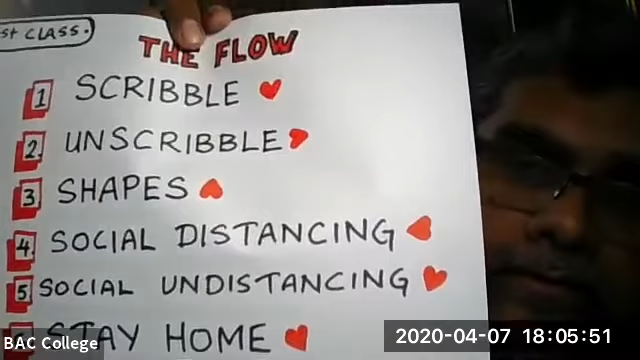 ST CLASS.
THE FLOW
1 SCRIBBLE
2 UNSCRIBBLE
3 SHAPES
4 SOCIAL DISTANCING
5 SOCIAL UNDISTANCING
STAY HOME
BAC College
2020-04-07 18:05:51